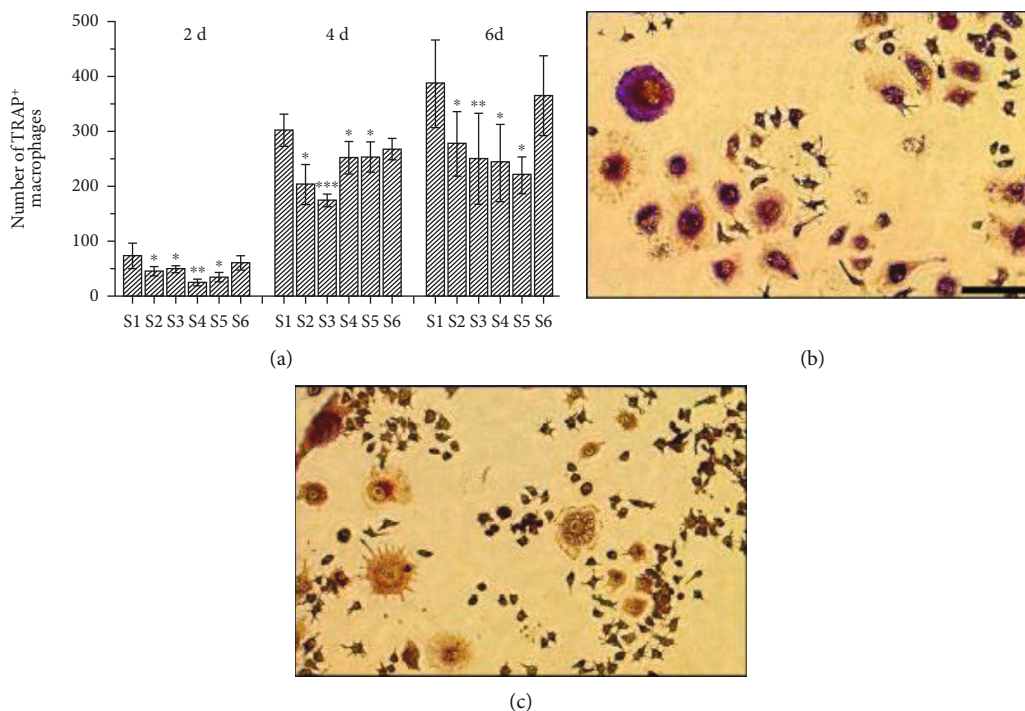 500
400
300
200
100
0
Number of TRAP+
macrophages
2 d
4 d
6d
*
*
**
*
*
***
*
*
*
**
*
*
S1 S2 S3 S4 S5 S6
S1 S2 S3 S4 S5 S6
S1 S2 S3 S4 S5 S6
(a)
(b)
(c)